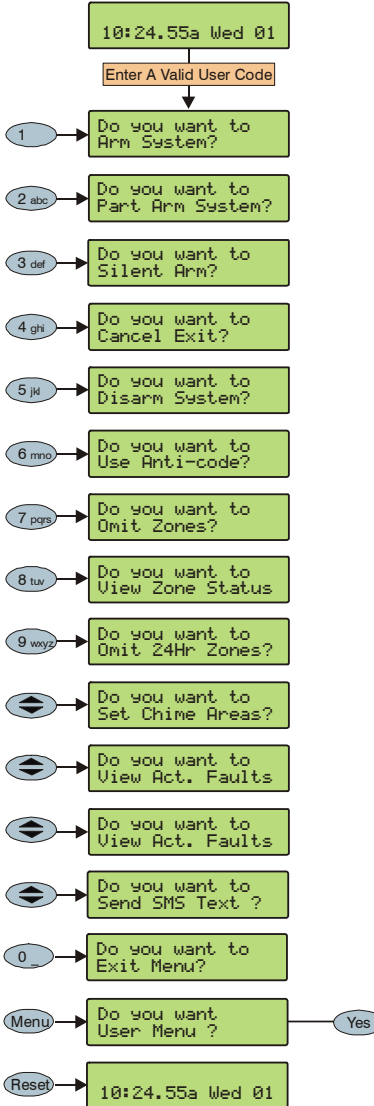 10:24.55a Wed 01
Enter A Valid User Code
1
Do you want to
Arm System?
2 abc
Do you want to
Part Arm System?
3 def
Do you want to
Silent Arm?
4 ghi
Do you want to
Cancel Exit?
5 jkl
Do you want to
Disarm System?
6 mno
Do you want to
Use Anti-code?
7 pqrs
Do you want to
Omit Zones?
8 tuv
Do you want to
View Zone Status
9 wxyz
Do you want to
Omit 24Hr Zones?
Do you want to
Set Chime Areas?
Do you want to
View Act. Faults
Do you want to
View Act. Faults
Do you want to
Send SMS Text ?
0 _
Do you want to
Exit Menu?
Menu
Do you want
User Menu ?
Yes
Reset
10:24.55a Wed 01